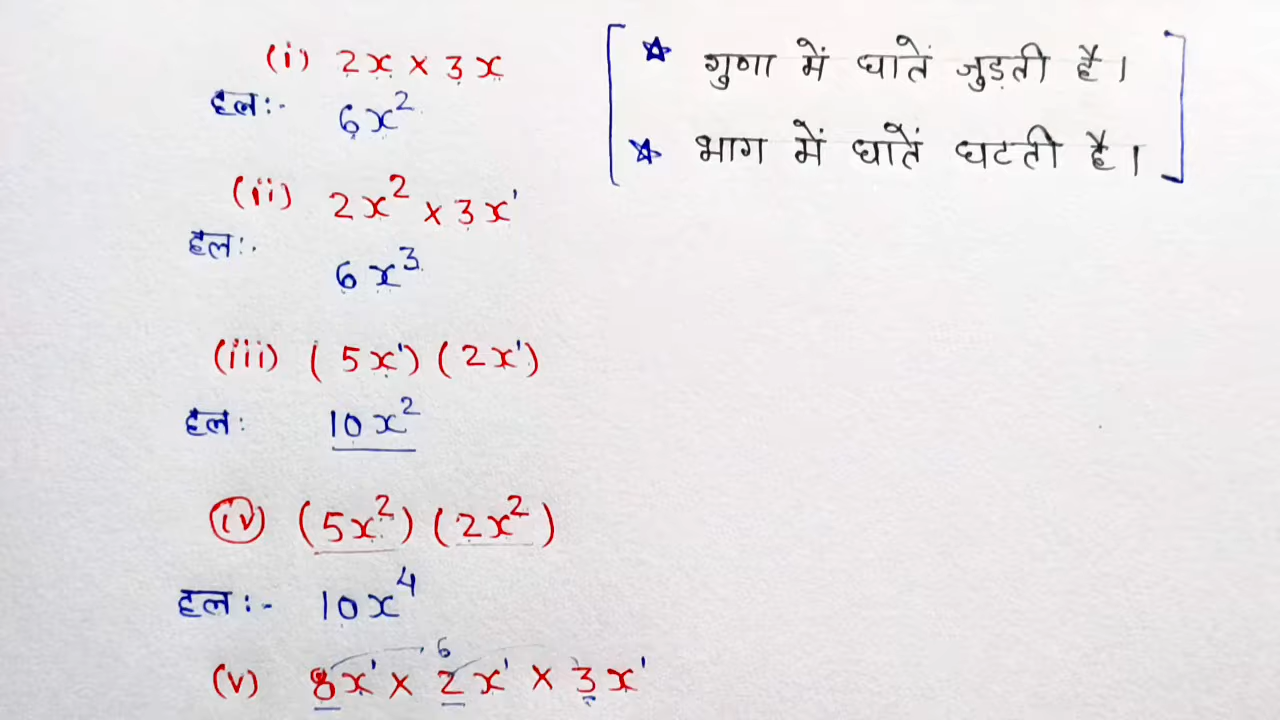 (i) 2x × 3x
हल:- 6x²
(ii) 2x² × 3x¹
हल:- 6x³
(iii) (5x¹)(2x¹)
हल: 10x²
(iv) (5x²)(2x²)
हल:- 10x⁴
6
(v) 8x¹ × 2x¹ × 3x¹
☆ गुणा में घातें जुड़ती है।
☆ भाग में घातें घटती है।